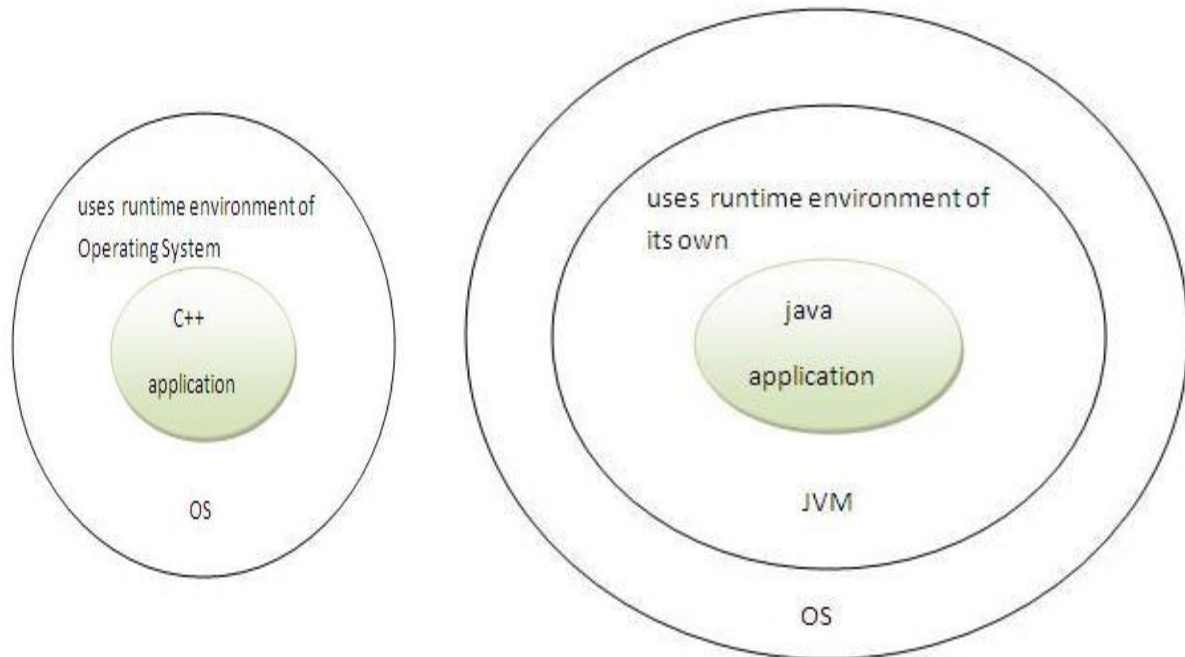 uses runtime environment of
Operating System
C++
application
OS
uses runtime environment of
its own
java
application
JVM
OS